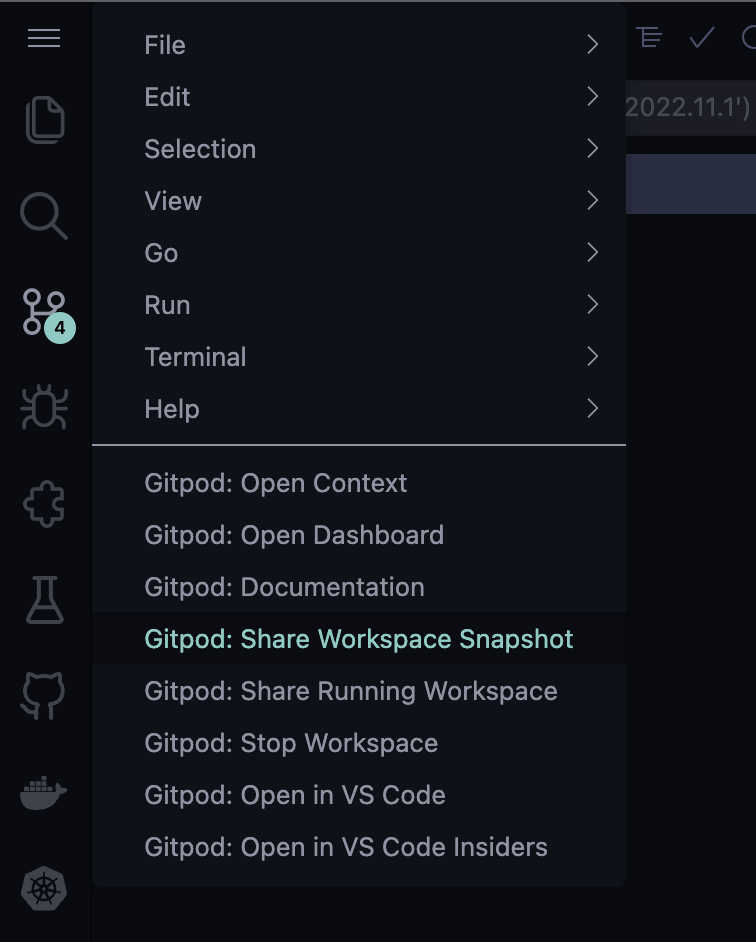 File
Edit
Selection
View
Go
Run
Terminal
Help
Gitpod: Open Context
Gitpod: Open Dashboard
Gitpod: Documentation
Gitpod: Share Workspace Snapshot
Gitpod: Share Running Workspace
Gitpod: Stop Workspace
Gitpod: Open in VS Code
Gitpod: Open in VS Code Insiders
4
2022.11.1')